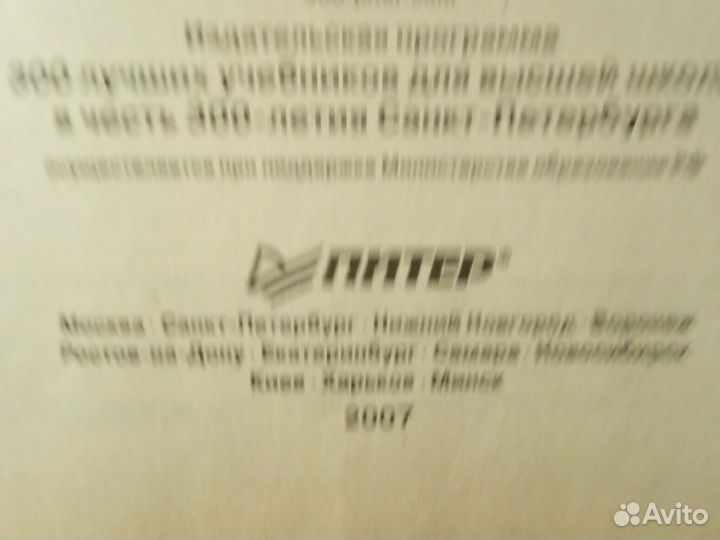 Издательская программа
300 лучших учебников для высшей школ
в честь 300-летия Санкт-Петербурга
осуществляется при поддержке Министерства образования РФ
ПИТЕР®
Москва · Санкт-Петербург · Нижний Новгород · Воронеж
Ростов-на-Дону · Екатеринбург · Самара · Новосибирск
Киев · Харьков · Минск
2007
Avito